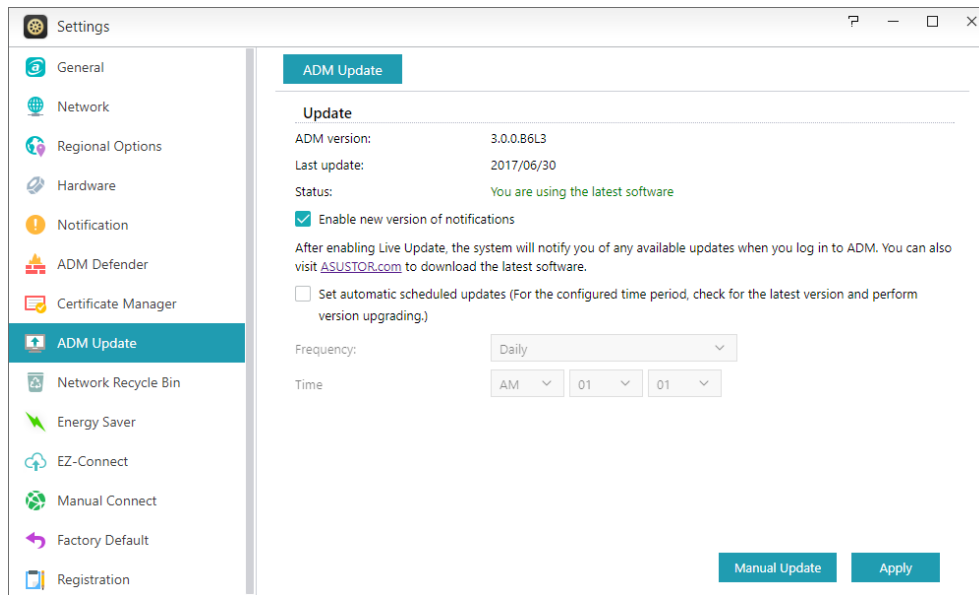 Settings
General
Network
Regional Options
Hardware
Notification
ADM Defender
Certificate Manager
ADM Update
Network Recycle Bin
Energy Saver
EZ-Connect
Manual Connect
Factory Default
Registration
ADM Update
Update
ADM version: 3.0.0.B6L3
Last update: 2017/06/30
Status: You are using the latest software
Enable new version of notifications
After enabling Live Update, the system will notify you of any available updates when you log in to ADM. You can also
visit ASUSTOR.com to download the latest software.
Set automatic scheduled updates (For the configured time period, check for the latest version and perform
version upgrading.)
Frequency: Daily
Time AM 01 01
Manual Update Apply